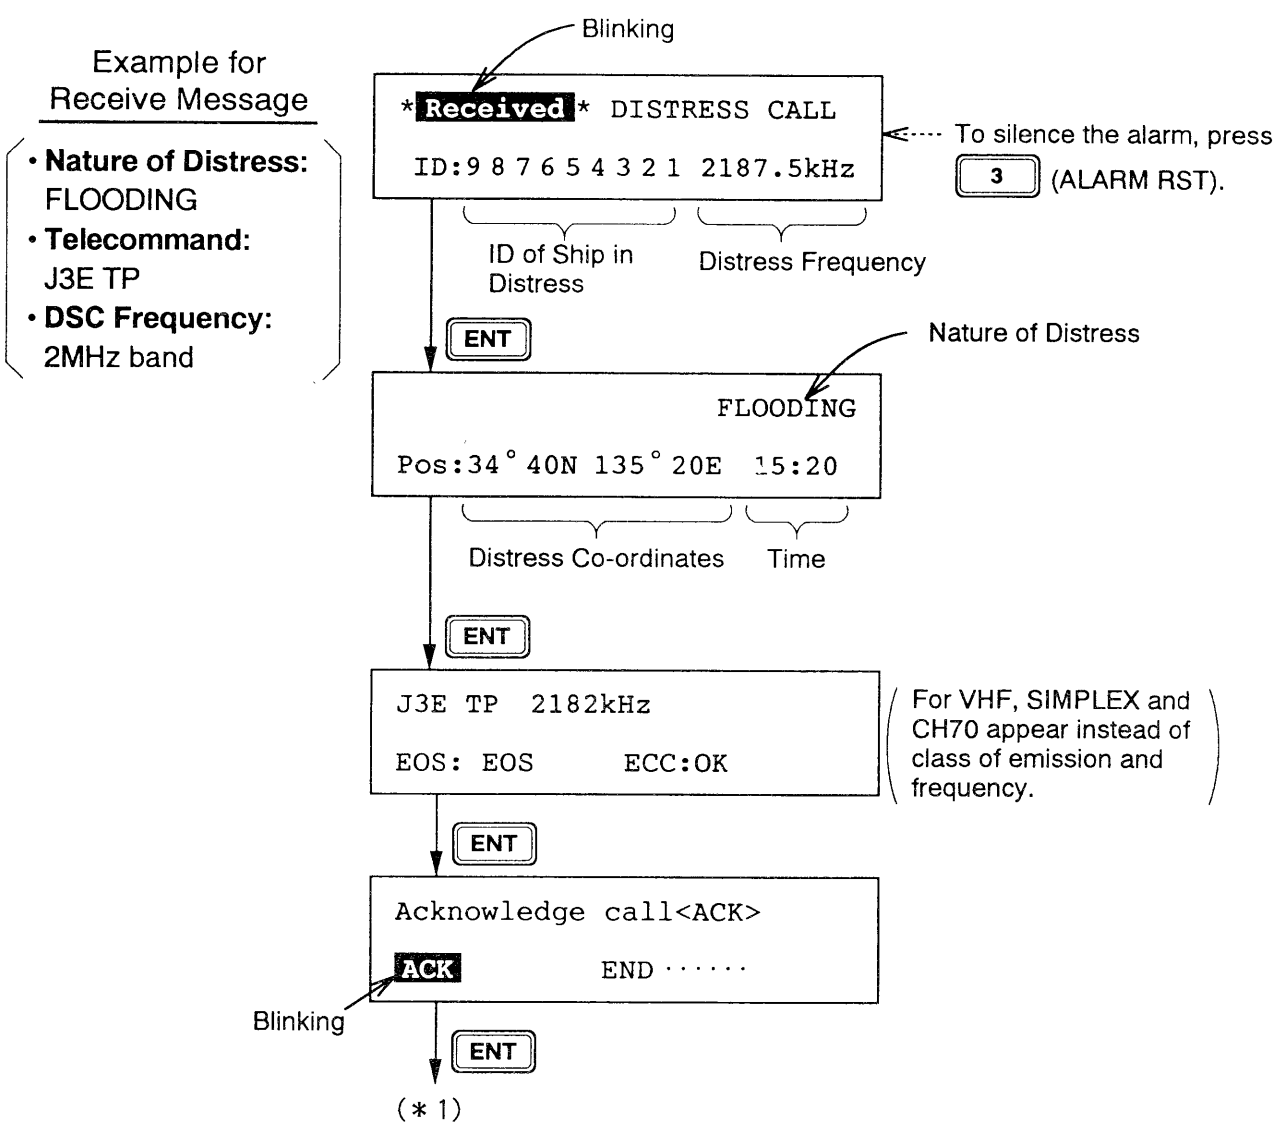 Blinking
Example for
Receive Message
• Nature of Distress:
FLOODING
• Telecommand:
J3E TP
• DSC Frequency:
2MHz band
*Received* DISTRESS CALL
ID:987654321 2187.5kHz
To silence the alarm, press
3 (ALARM RST).
ID of Ship in
Distress
Distress Frequency
ENT
Nature of Distress
FLOODING
Pos:34°40N 135°20E 15:20
Distress Co-ordinates
Time
ENT
J3E TP 2182kHz
EOS: EOS ECC:OK
For VHF, SIMPLEX and
CH70 appear instead of
class of emission and
frequency.
ENT
Acknowledge call<ACK>
ACK END ······
Blinking
ENT
(*1)